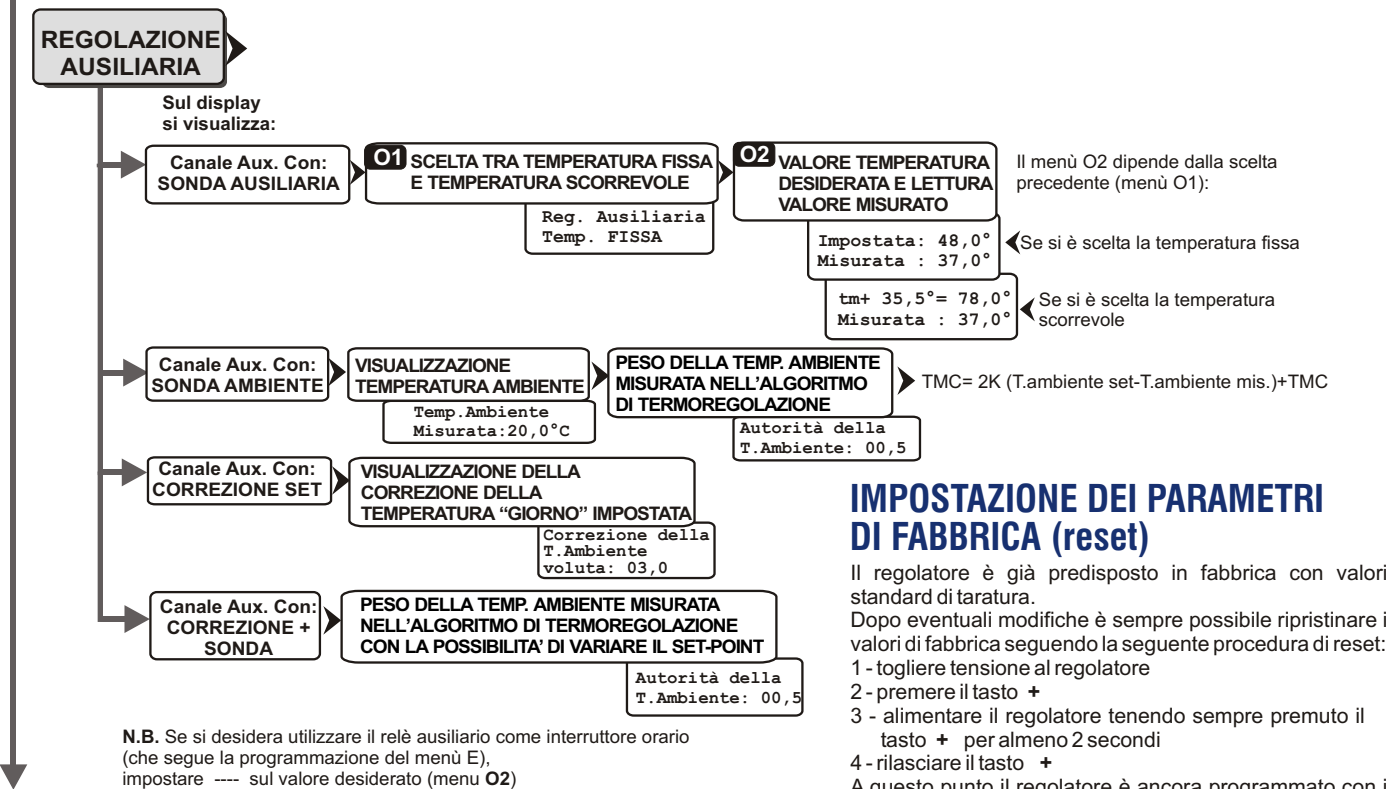 REGOLAZIONE
AUSILIARIA
Sul display
si visualizza:
Canale Aux. Con:
SONDA AUSILIARIA
O1 SCELTA TRA TEMPERATURA FISSA
E TEMPERATURA SCORREVOLE
Reg. Ausiliaria
Temp. FISSA
O2 VALORE TEMPERATURA
DESIDERATA E LETTURA
VALORE MISURATO
Il menù O2 dipende dalla scelta
precedente (menù O1):
Impostata: 48,0°
Misurata : 37,0°
Se si è scelta la temperatura fissa
tm+ 35,5°= 78,0°
Misurata : 37,0°
Se si è scelta la temperatura
scorrevole
Canale Aux. Con:
SONDA AMBIENTE
VISUALIZZAZIONE
TEMPERATURA AMBIENTE
Temp.Ambiente
Misurata:20,0°C
PESO DELLA TEMP. AMBIENTE
MISURATA NELL'ALGORITMO
DI TERMOREGOLAZIONE
Autorità della
T.Ambiente: 00,5
TMC= 2K (T.ambiente set-T.ambiente mis.)+TMC
Canale Aux. Con:
CORREZIONE SET
VISUALIZZAZIONE DELLA
CORREZIONE DELLA
TEMPERATURA “GIORNO” IMPOSTATA
Correzione della
T.Ambiente
voluta: 03,0
Canale Aux. Con:
CORREZIONE +
SONDA
PESO DELLA TEMP. AMBIENTE MISURATA
NELL'ALGORITMO DI TERMOREGOLAZIONE
CON LA POSSIBILITA' DI VARIARE IL SET-POINT
Autorità della
T.Ambiente: 00,5
N.B. Se si desidera utilizzare il relè ausiliario come interruttore orario
(che segue la programmazione del menù E),
impostare ---- sul valore desiderato (menu O2)
IMPOSTAZIONE DEI PARAMETRI
DI FABBRICA (reset)
Il regolatore è già predisposto in fabbrica con valori
standard di taratura.
Dopo eventuali modifiche è sempre possibile ripristinare i
valori di fabbrica seguendo la seguente procedura di reset:
1 - togliere tensione al regolatore
2 - premere il tasto +
3 - alimentare il regolatore tenendo sempre premuto il
tasto + per almeno 2 secondi
4 - rilasciare il tasto +
A questo punto il regolatore è ancora programmato con i